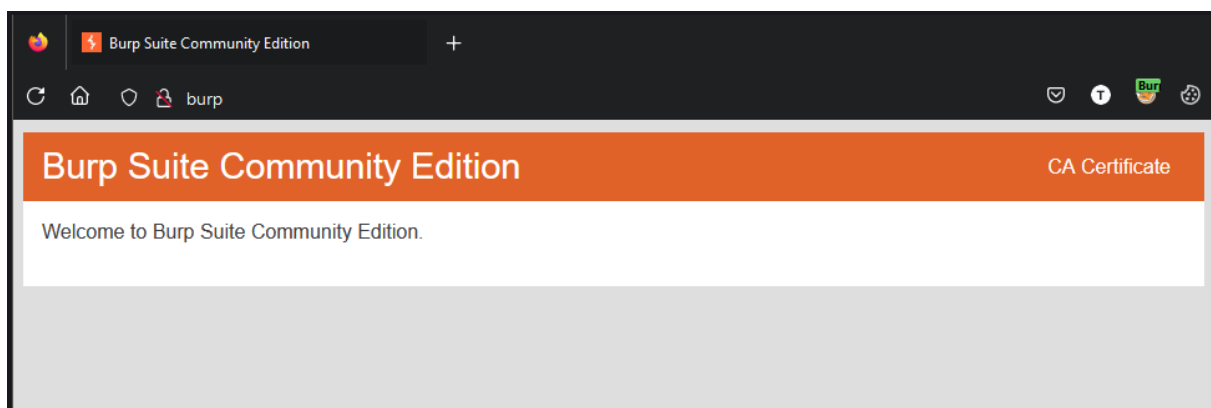 Burp Suite Community Edition
burp
T
Bur
Burp Suite Community Edition
CA Certificate
Welcome to Burp Suite Community Edition.